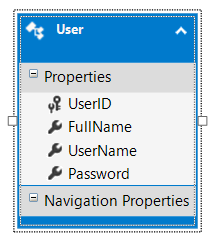 User
Properties
UserID
FullName
UserName
Password
Navigation Properties